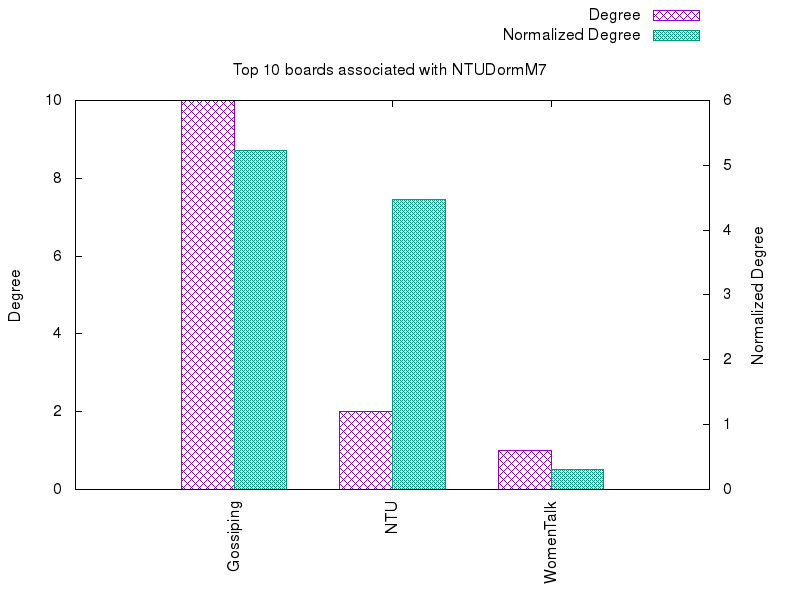 Degree
Normalized Degree
Top 10 boards associated with NTUDormM7
10
8
6
4
2
0
6
5
4
3
2
1
0
Degree
Normalized Degree
Gossiping
NTU
WomenTalk